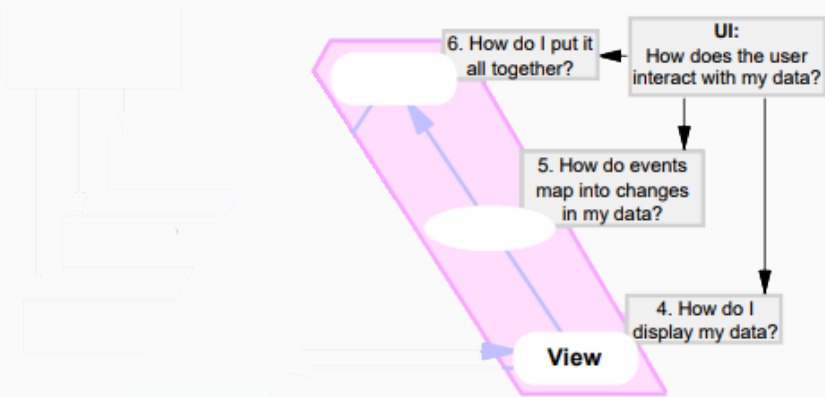 UI:
How does the user
interact with my data?
6. How do I put it
all together?
5. How do events
map into changes
in my data?
4. How do I
display my data?
View